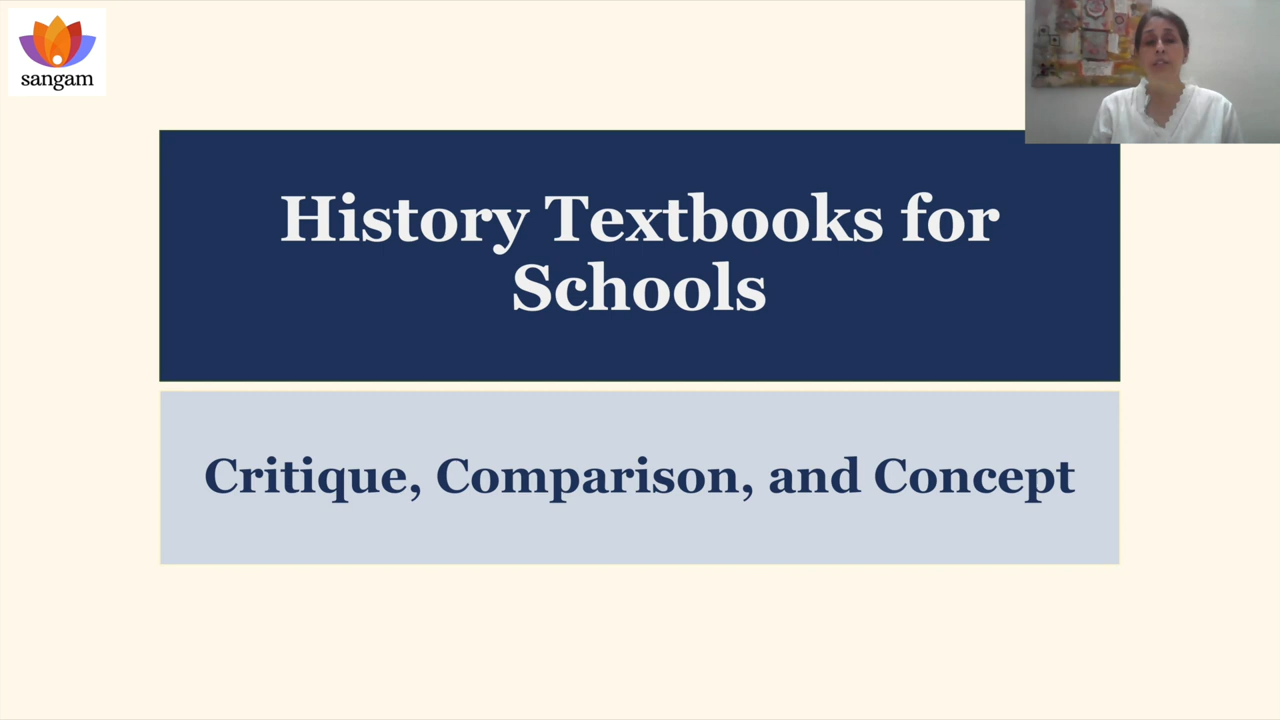 sangam
History Textbooks for
Schools
Critique, Comparison, and Concept